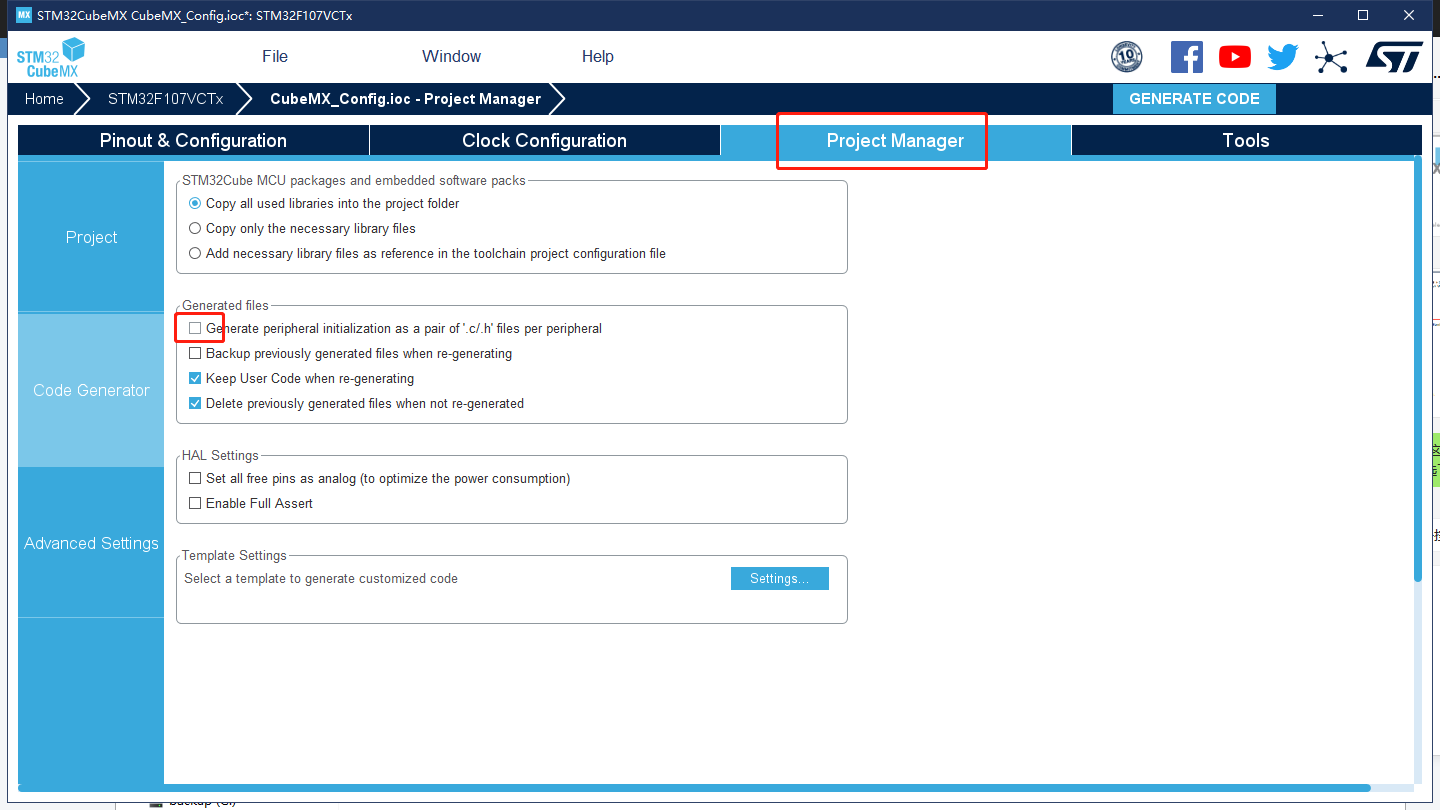 MX STM32CubeMX CubeMX_Config.ioc*: STM32F107VCTx
STM32 CubeMX
File Window Help
10
Home STM32F107VCTx CubeMX_Config.ioc - Project Manager GENERATE CODE
Pinout & Configuration Clock Configuration Project Manager Tools
Project
Code Generator
Advanced Settings
STM32Cube MCU packages and embedded software packs
Copy all used libraries into the project folder
Copy only the necessary library files
Add necessary library files as reference in the toolchain project configuration file
Generated files
Generate peripheral initialization as a pair of '.c/.h' files per peripheral
Backup previously generated files when re-generating
Keep User Code when re-generating
Delete previously generated files when not re-generated
HAL Settings
Set all free pins as analog (to optimize the power consumption)
Enable Full Assert
Template Settings
Select a template to generate customized code Settings...